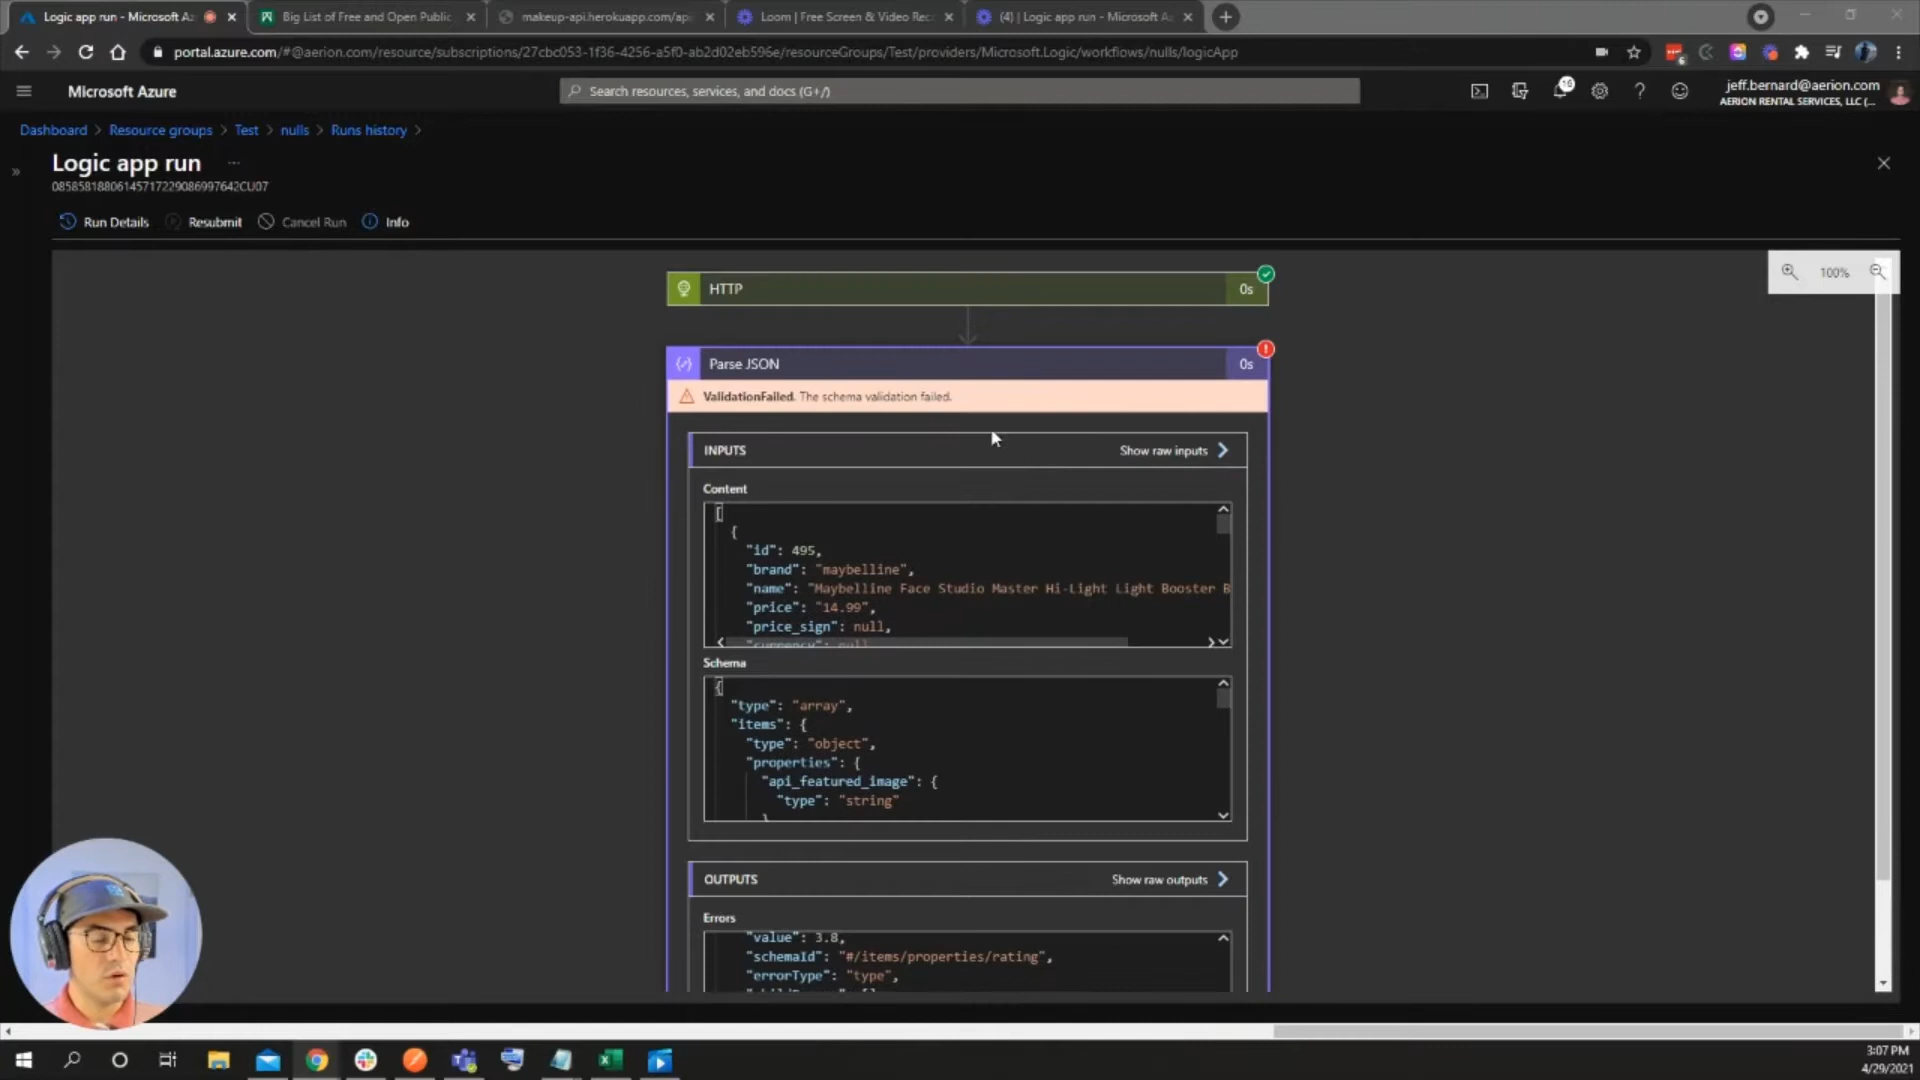 Logic app run - Microsoft Az
Big List of Free and Open Public
makeup-api.herokuapp.com/api
Loom | Free Screen & Video Rec
(4) | Logic app run - Microsoft Az
portal.azure.com/#@aerion.com/resource/subscriptions/27cbc053-1f36-4256-a5f0-ab2d02eb596e/resourceGroups/Test/providers/Microsoft.Logic/workflows/nulls/logicApp
Microsoft Azure
Search resources, services, and docs (G+/)
16
jeff.bernard@aerion.com
AERION RENTAL SERVICES, LLC (...
Dashboard > Resource groups > Test > nulls > Runs history >
Logic app run ...
Run Details
Resubmit
Cancel Run
Info
HTTP
0s
100%
Parse JSON
0s
ValidationFailed. The schema validation failed.
INPUTS
Show raw inputs
Content
[
{
"id": 495,
"brand": "maybelline",
"name": "Maybelline Face Studio Master Hi-Light Light Booster B
"price": "14.99",
"price_sign": null,
"currency": null
Schema
{
"type": "array",
"items": {
"type": "object",
"properties": {
"api_featured_image": {
"type": "string"
}
OUTPUTS
Show raw outputs
Errors
"value": 3.8,
"schemaId": "#/items/properties/rating",
"errorType": "type",
3:07 PM
4/29/2021